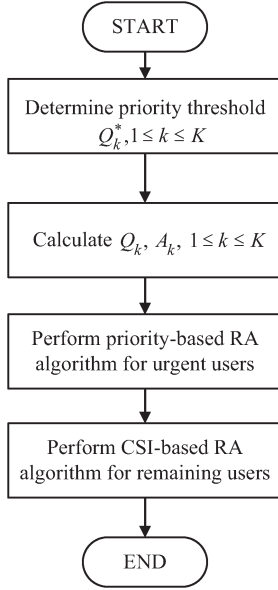 START
Determine priority threshold
Q*k,1 ≤ k ≤ K
Calculate Qk, Ak, 1 ≤ k ≤ K
Perform priority-based RA
algorithm for urgent users
Perform CSI-based RA
algorithm for remaining users
END